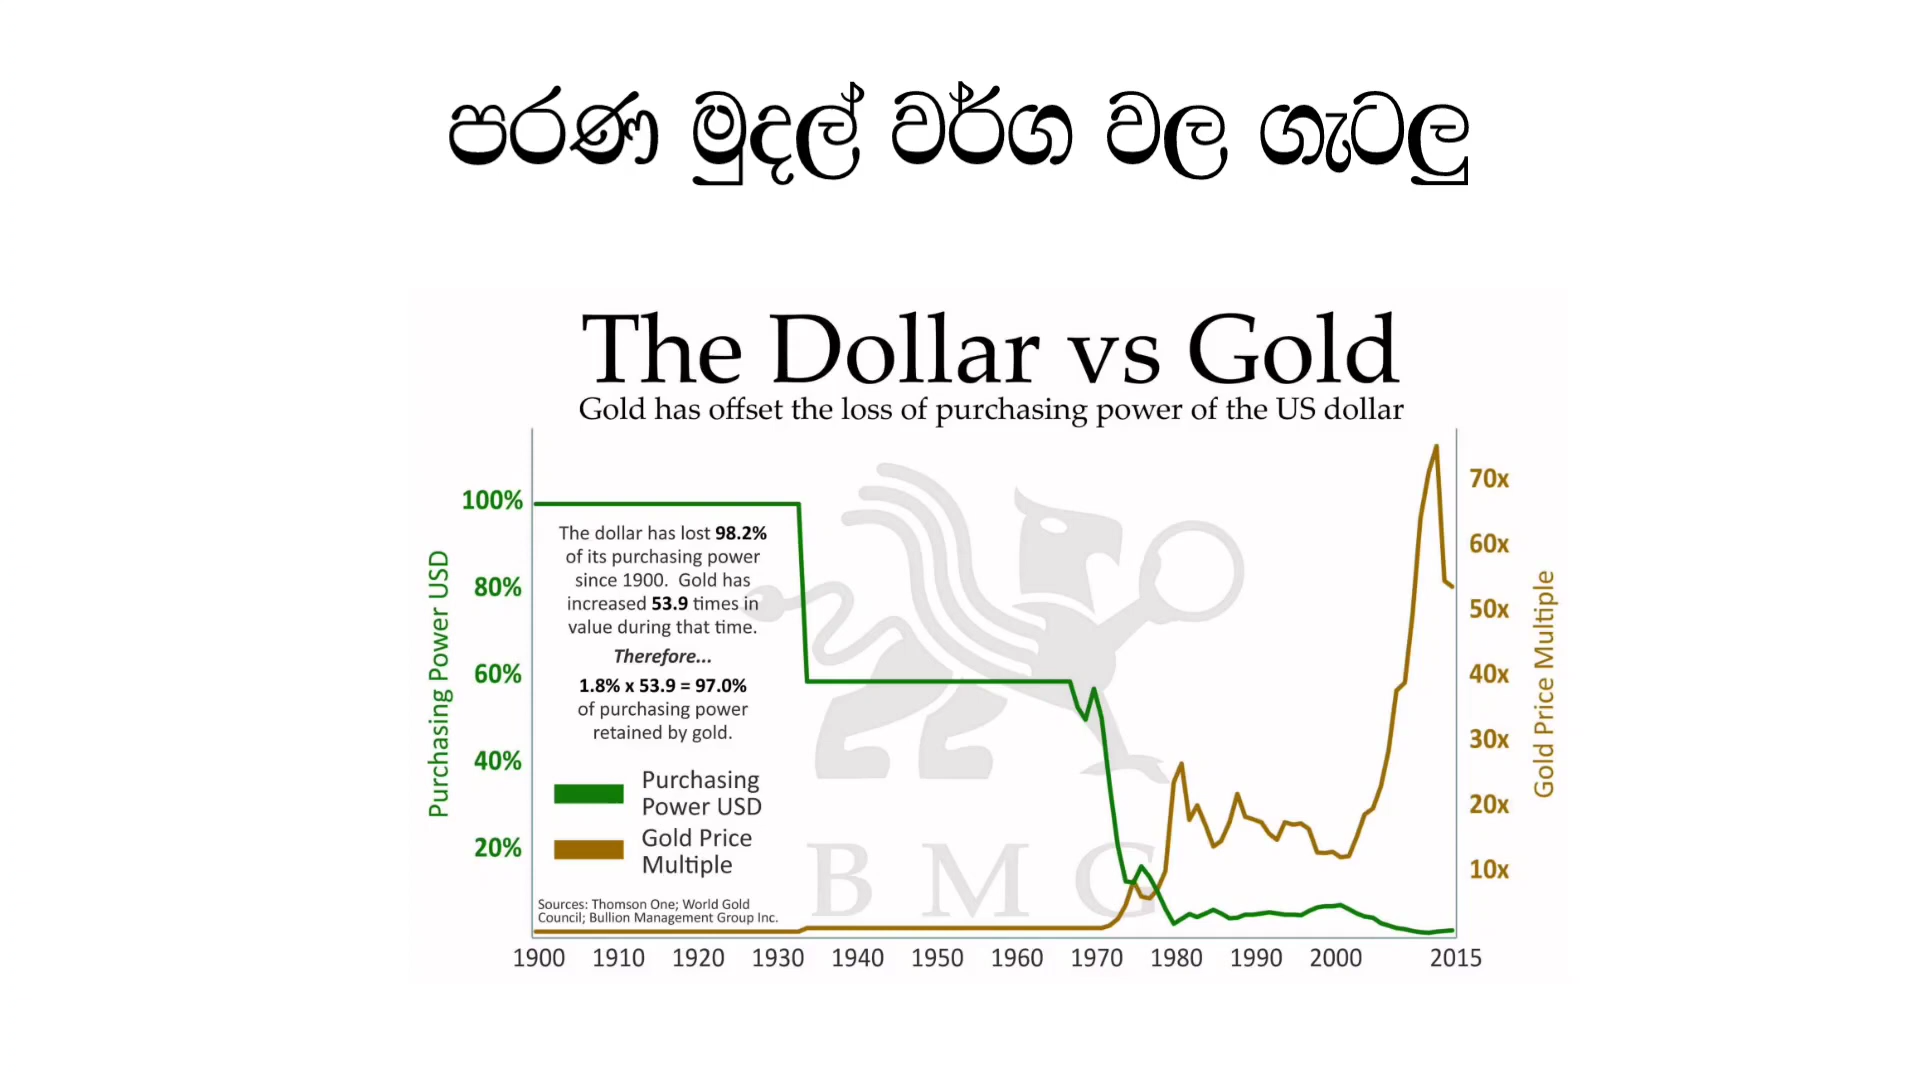 පරණ මුදල් වර්ග වල ගැටලු
The Dollar vs Gold
Gold has offset the loss of purchasing power of the US dollar
Purchasing Power USD
100%
80%
60%
40%
20%
The dollar has lost 98.2%
of its purchasing power
since 1900. Gold has
increased 53.9 times in
value during that time.
Therefore...
1.8% x 53.9 = 97.0%
of purchasing power
retained by gold.
Purchasing
Power USD
Gold Price
Multiple
Sources: Thomson One; World Gold
Council; Bullion Management Group Inc.
BMG
70x
60x
50x
40x
30x
20x
10x
Gold Price Multiple
1900 1910 1920 1930 1940 1950 1960 1970 1980 1990 2000 2015